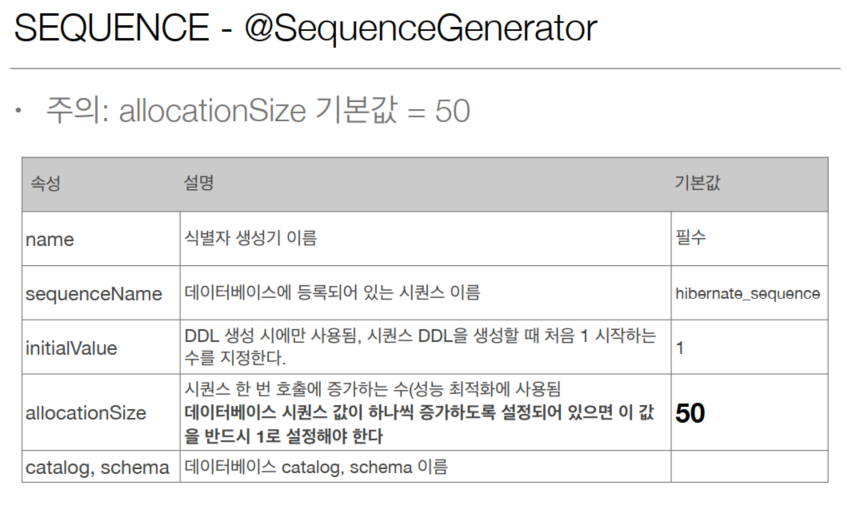 SEQUENCE - @SequenceGenerator
• 주의: allocationSize 기본값 = 50
속성 설명 기본값
name 식별자 생성기 이름 필수
sequenceName 데이터베이스에 등록되어 있는 시퀀스 이름 hibernate_sequence
initialValue DDL 생성 시에만 사용됨, 시퀀스 DDL을 생성할 때 처음 1 시작하는 1
수를 지정한다.
시퀀스 한 번 호출에 증가하는 수(성능 최적화에 사용됨
allocationSize 데이터베이스 시퀀스 값이 하나씩 증가하도록 설정되어 있으면 이 값 50
을 반드시 1로 설정해야 한다
catalog, schema 데이터베이스 catalog, schema 이름